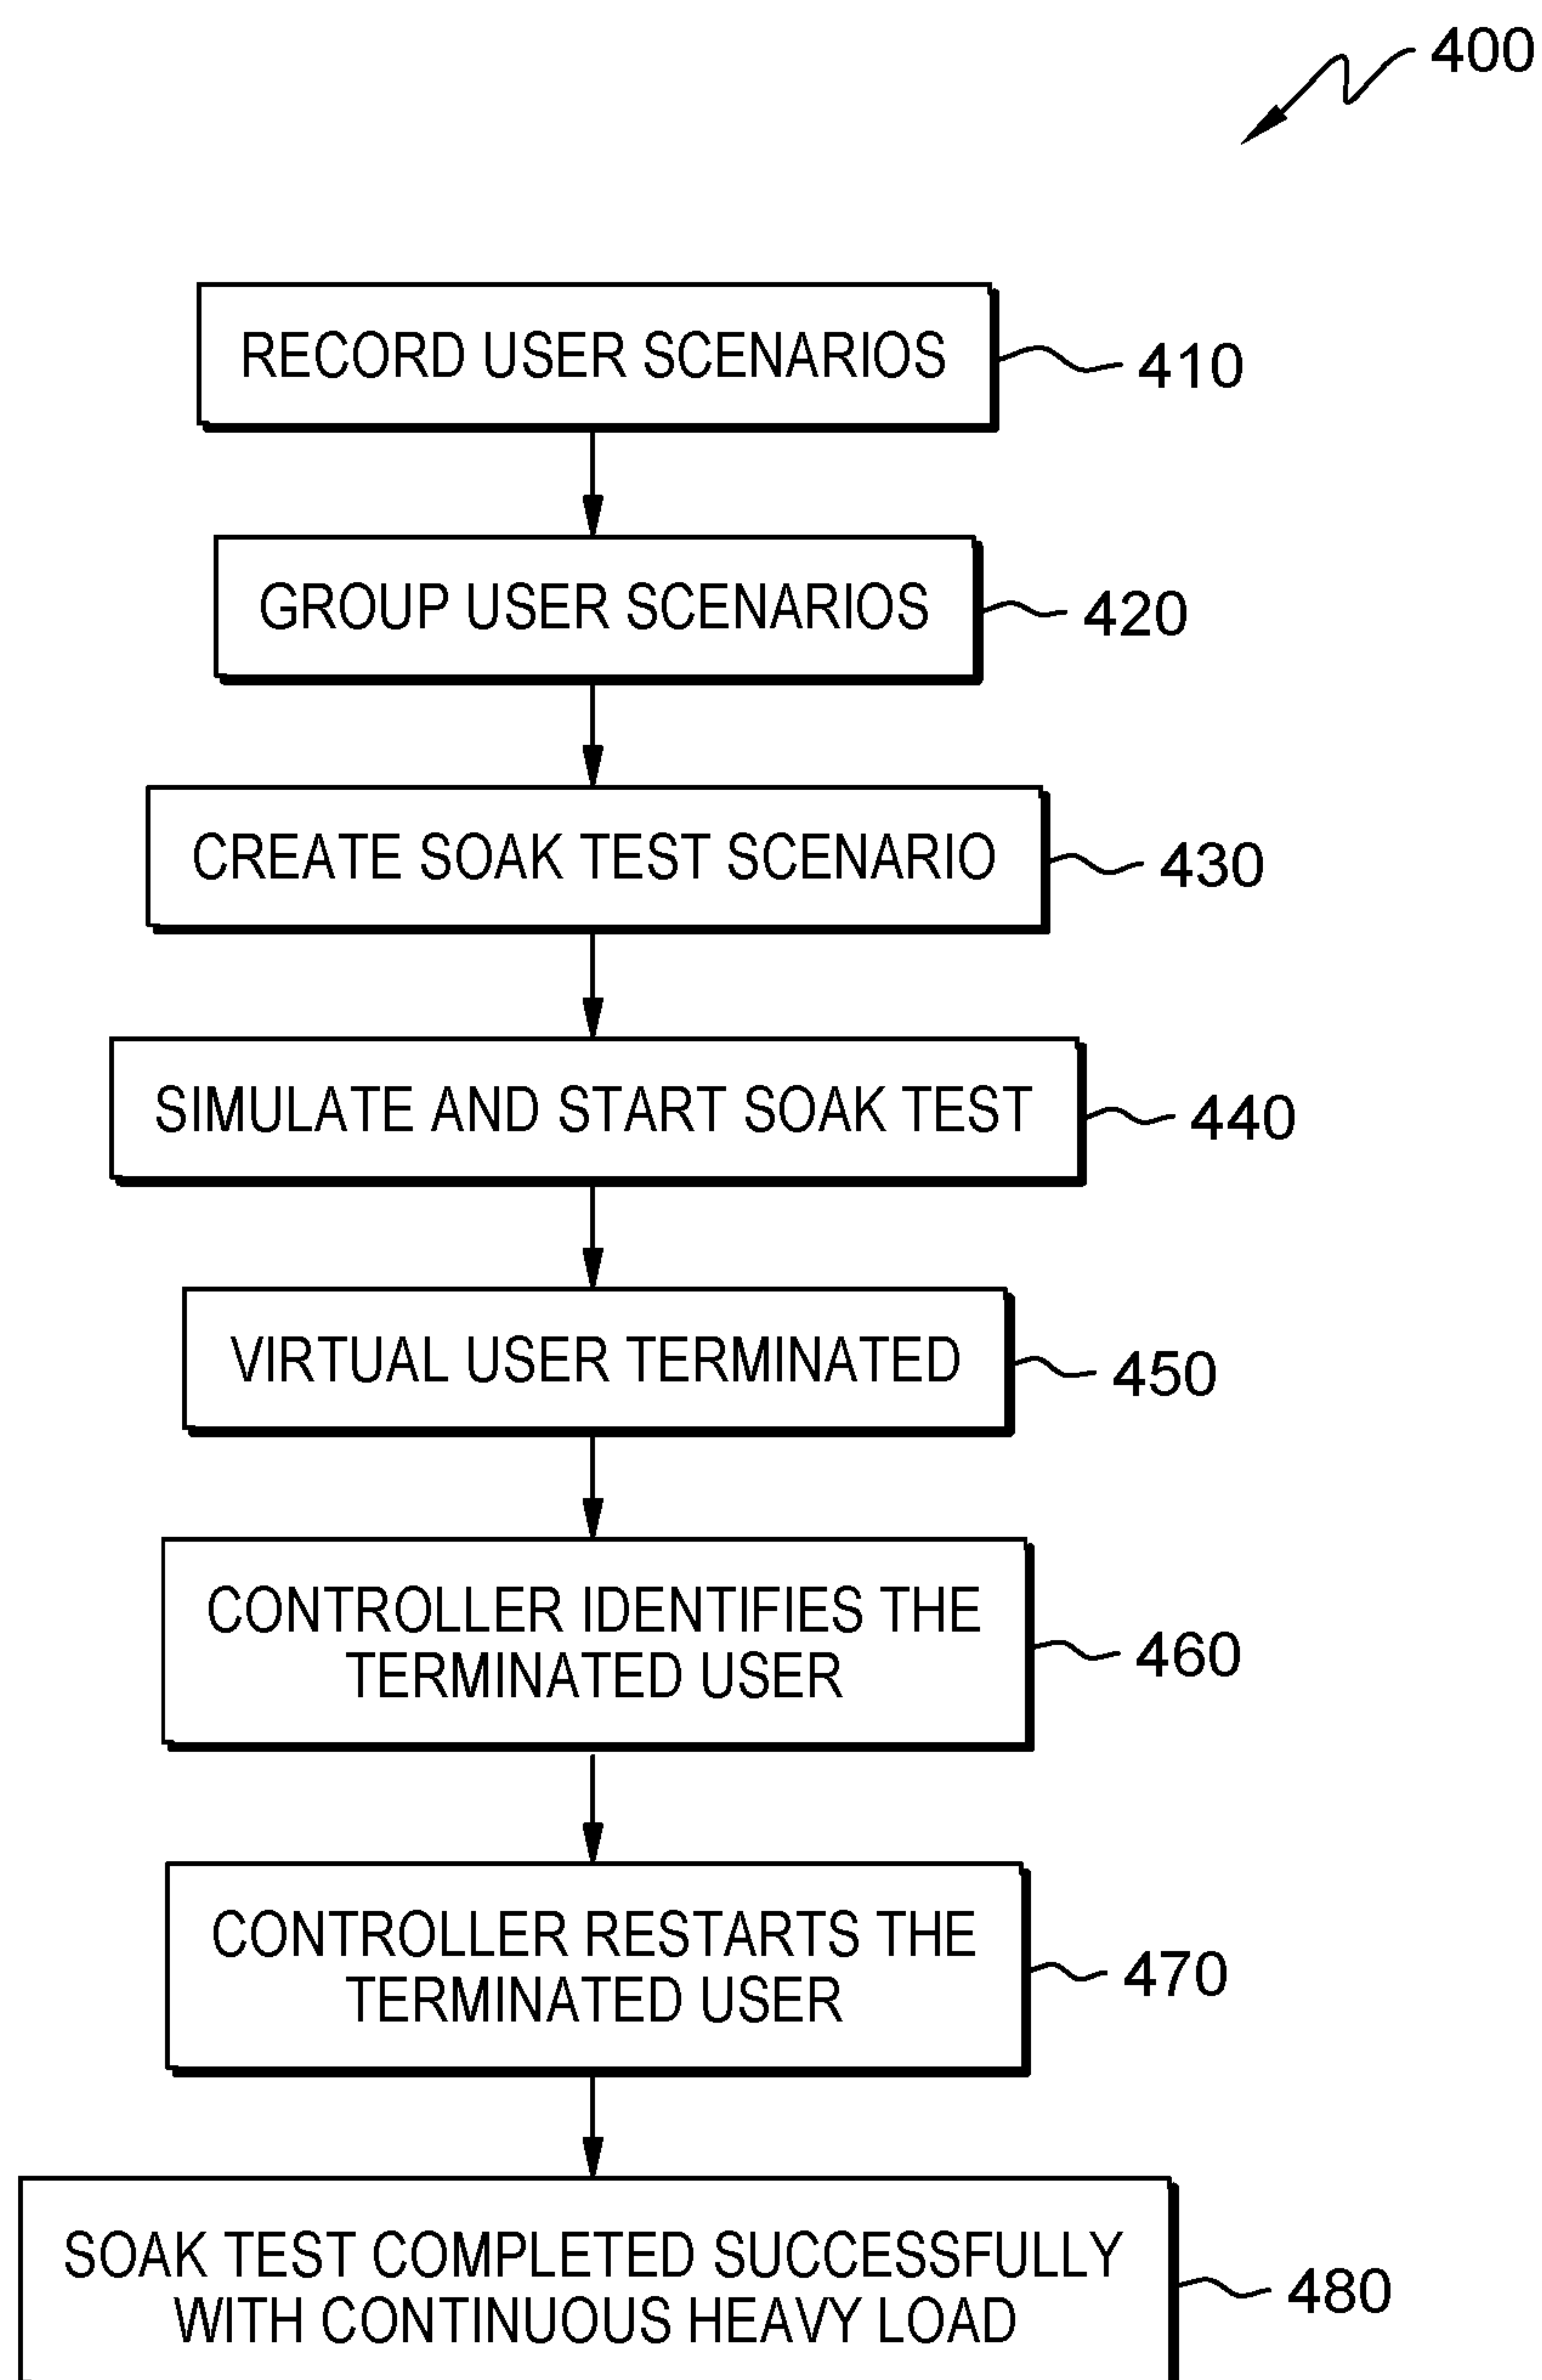 400
RECORD USER SCENARIOS
410
GROUP USER SCENARIOS
420
CREATE SOAK TEST SCENARIO
430
SIMULATE AND START SOAK TEST
440
VIRTUAL USER TERMINATED
450
CONTROLLER IDENTIFIES THE
TERMINATED USER
460
CONTROLLER RESTARTS THE
TERMINATED USER
470
SOAK TEST COMPLETED SUCCESSFULLY
WITH CONTINUOUS HEAVY LOAD
480